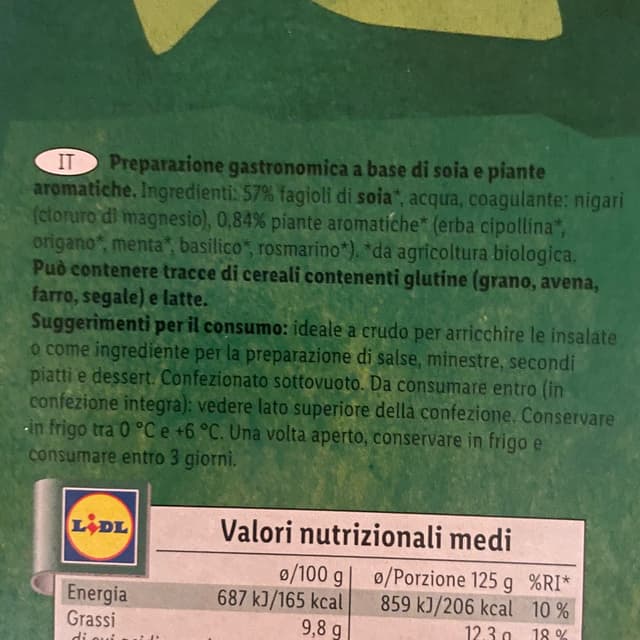 IT Preparazione gastronomica a base di soia e piante
aromatiche. Ingredienti: 57% fagioli di soia*, acqua, coagulante: nigari
(cloruro di magnesio), 0,84% piante aromatiche* (erba cipollina*,
origano*, menta*, basilico*, rosmarino*). *da agricoltura biologica.
Può contenere tracce di cereali contenenti glutine (grano, avena,
farro, segale) e latte.
Suggerimenti per il consumo: ideale a crudo per arricchire le insalate
o come ingrediente per la preparazione di salse, minestre, secondi
piatti e dessert. Confezionato sottovuoto. Da consumare entro (in
confezione integra): vedere lato superiore della confezione. Conservare
in frigo tra 0 °C e +6 °C. Una volta aperto, conservare in frigo e
consumare entro 3 giorni.
LIDL
Valori nutrizionali medi
ø/100 g ø/Porzione 125 g %RI*
Energia 687 kJ/165 kcal 859 kJ/206 kcal 10 %
Grassi 9,8 g 12,3 g 18 %